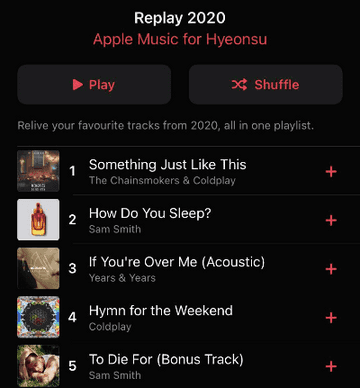 Replay 2020
Apple Music for Hyeonsu
Play
Shuffle
Relive your favourite tracks from 2020, all in one playlist.
1 Something Just Like This
The Chainsmokers & Coldplay
2 How Do You Sleep?
Sam Smith
3 If You're Over Me (Acoustic)
Years & Years
4 Hymn for the Weekend
Coldplay
5 To Die For (Bonus Track)
Sam Smith